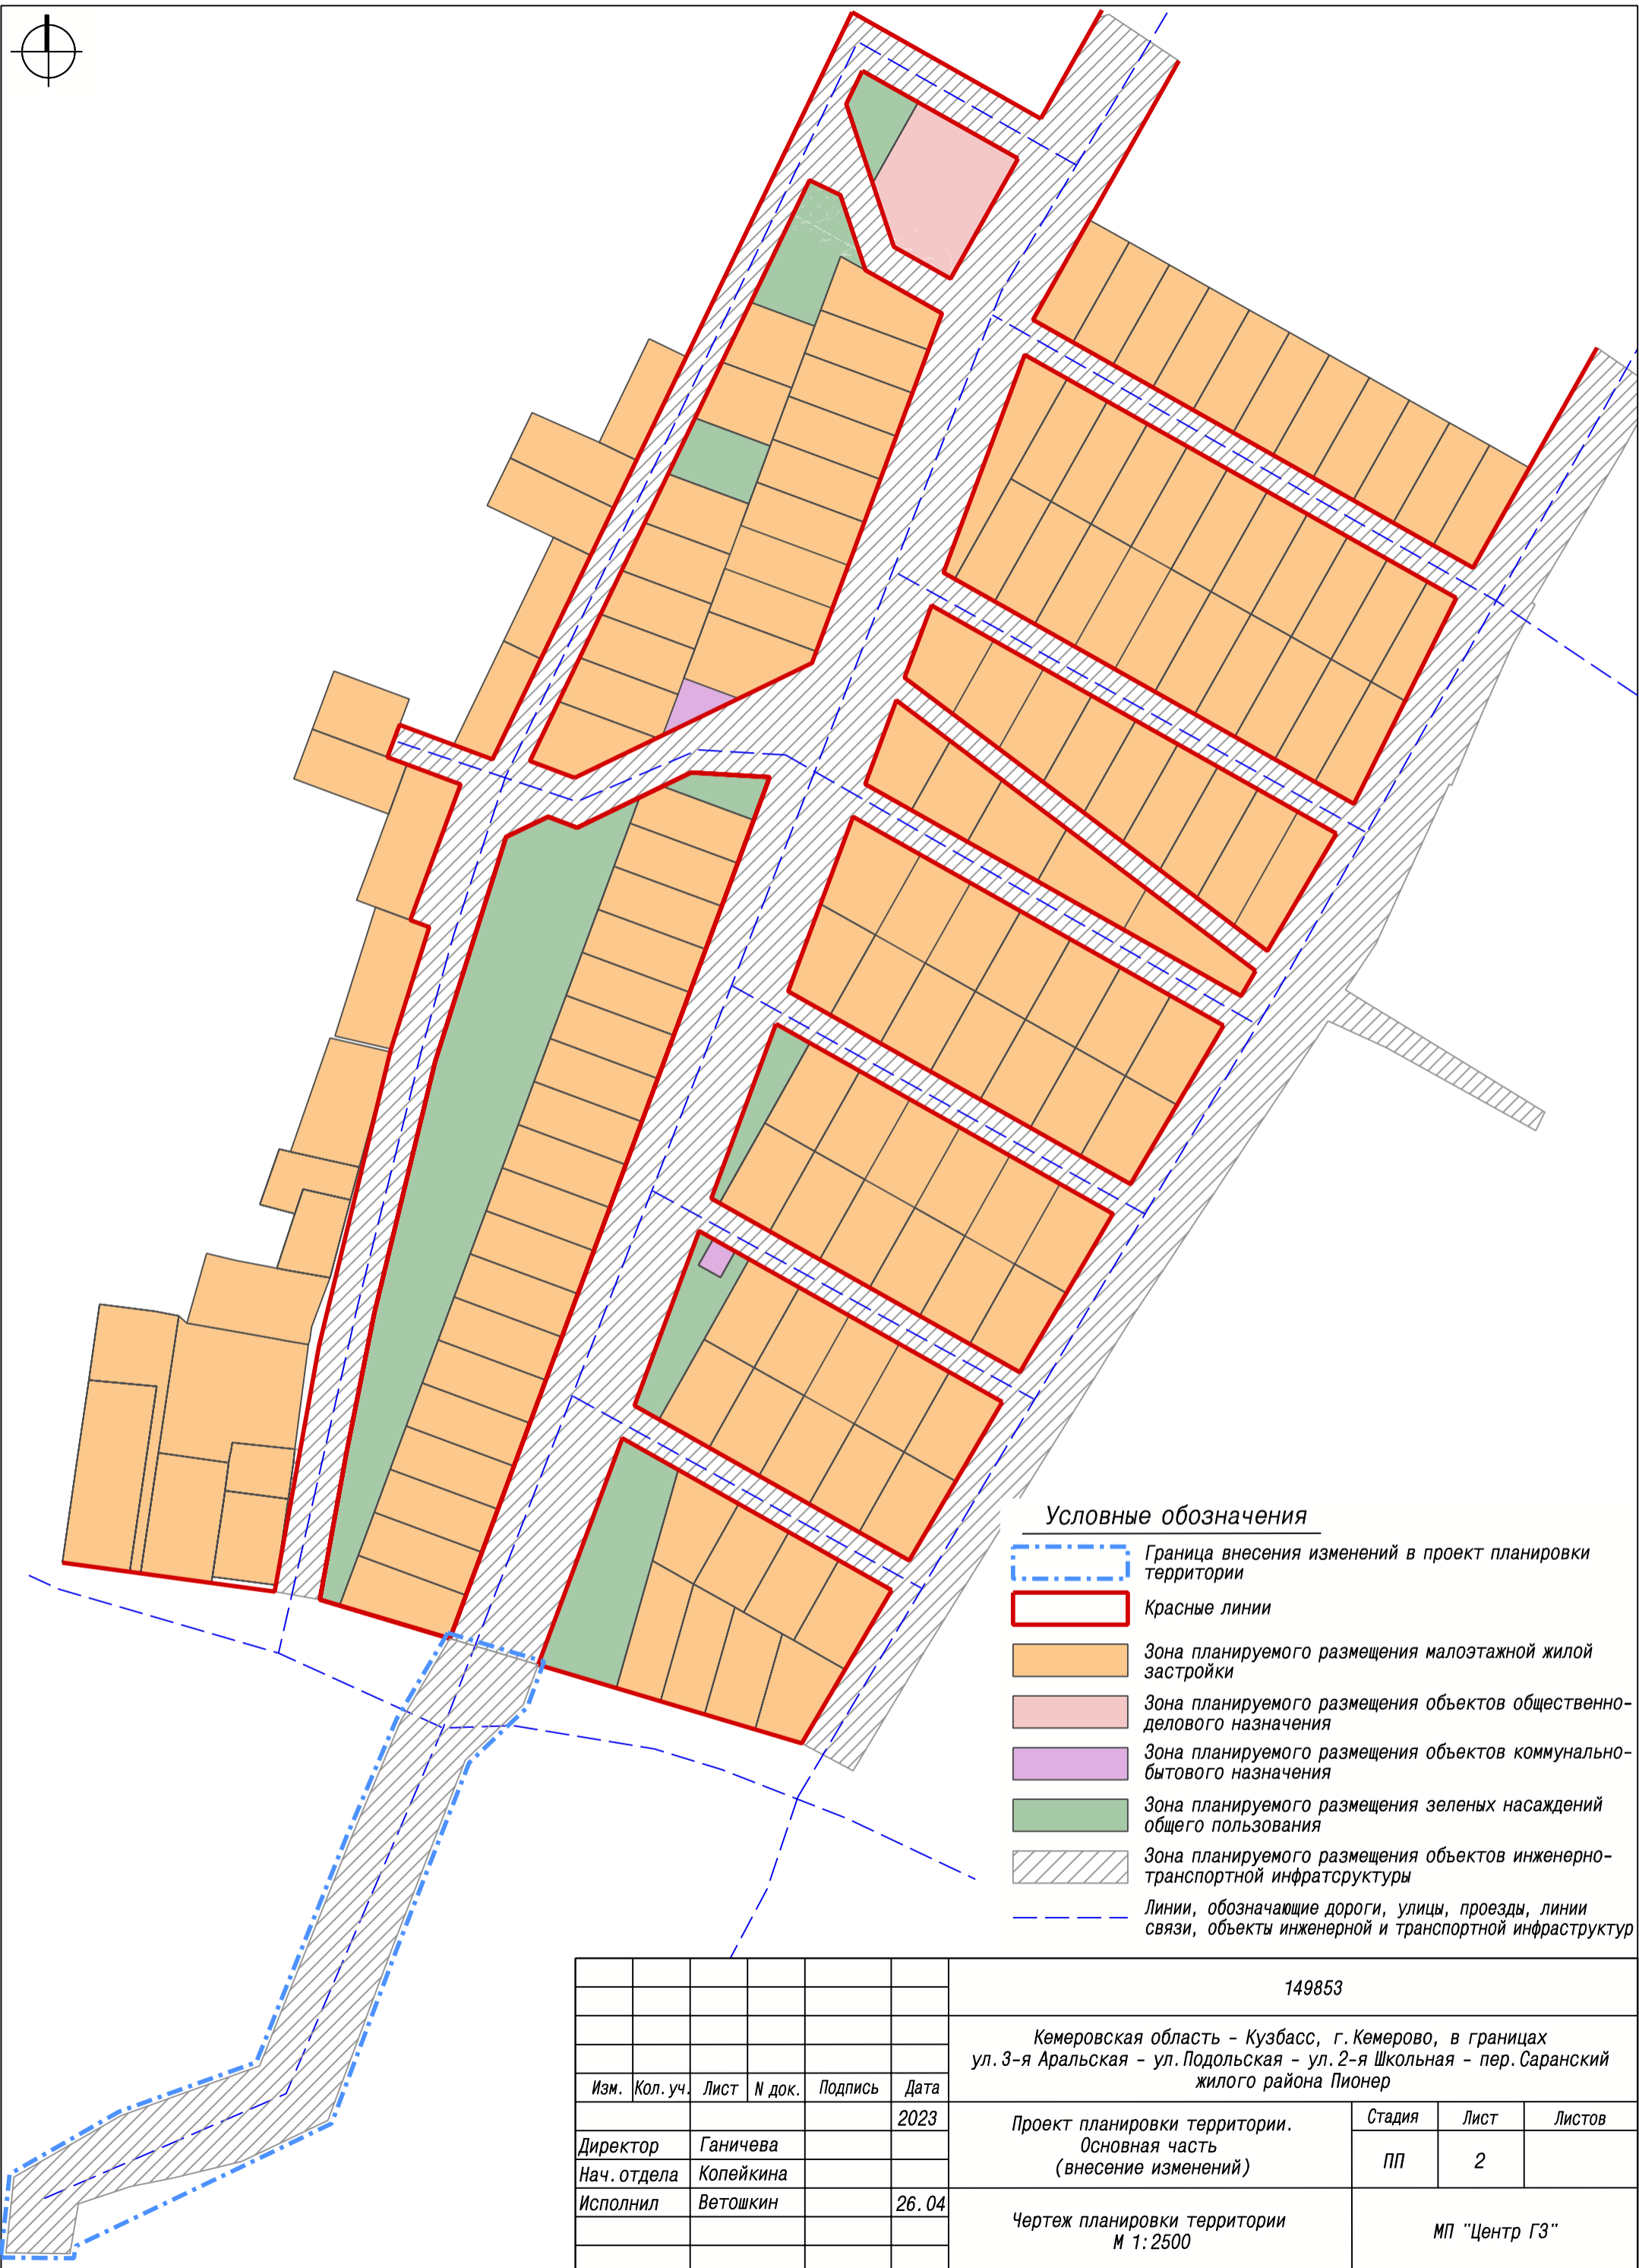 Условные обозначения
Граница внесения изменений в проект планировки
территории
Красные линии
Зона планируемого размещения малоэтажной жилой
застройки
Зона планируемого размещения объектов общественно-
делового назначения
Зона планируемого размещения объектов коммунально-
бытового назначения
Зона планируемого размещения зеленых насаждений
общего пользования
Зона планируемого размещения объектов инженерно-
транспортной инфратсруктуры
Линии, обозначающие дороги, улицы, проезды, линии
связи, объекты инженерной и транспортной инфраструктур
149853
Кемеровская область - Кузбасс, г.Кемерово, в границах
ул.3-я Аральская - ул.Подольская - ул.2-я Школьная - пер.Саранский
жилого района Пионер
Изм. Кол.уч. Лист N док. Подпись Дата
2023
Проект планировки территории.
Основная часть
(внесение изменений)
Стадия Лист Листов
ПП 2
Директор Ганичева
Нач.отдела Копейкина
Исполнил Ветошкин 26.04
Чертеж планировки территории
М 1:2500
МП "Центр ГЗ"